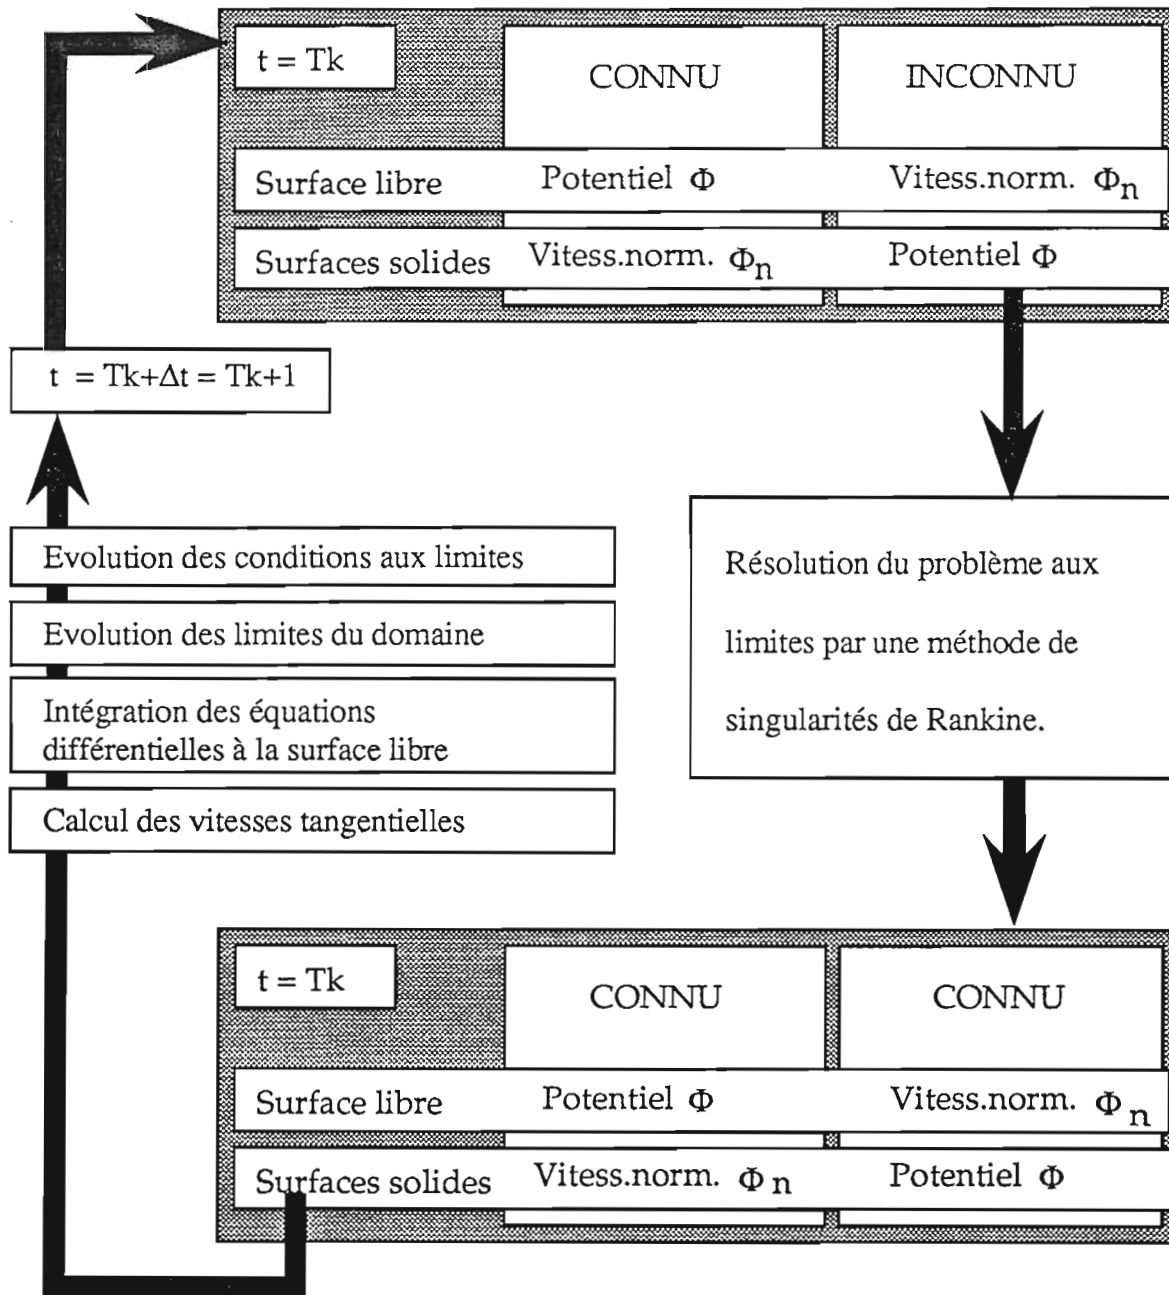 t = Tk
CONNU
INCONNU
Surface libre Potentiel Φ Vitess.norm. Φn
Surfaces solides Vitess.norm. Φn Potentiel Φ
t = Tk+Δt = Tk+1
Evolution des conditions aux limites
Evolution des limites du domaine
Intégration des équations
différentielles à la surface libre
Calcul des vitesses tangentielles
Résolution du problème aux
limites par une méthode de
singularités de Rankine.
t = Tk
CONNU
CONNU
Surface libre Potentiel Φ Vitess.norm. Φn
Surfaces solides Vitess.norm. Φn Potentiel Φ